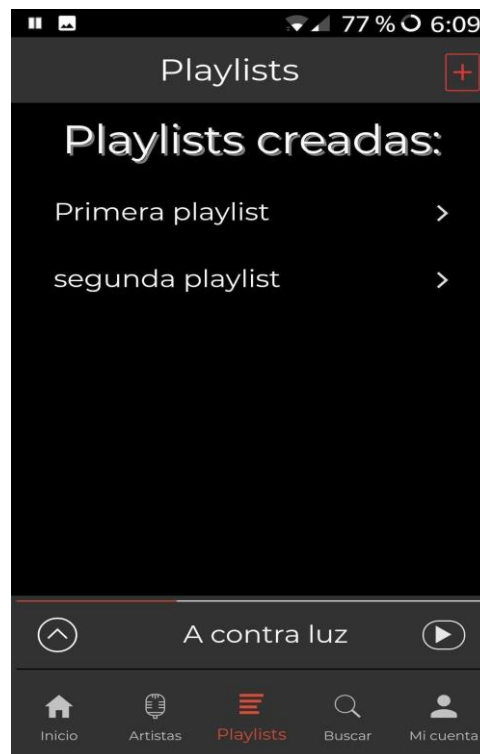 77 % 6:09
Playlists
Playlists creadas:
Primera playlist
segunda playlist
A contra luz
Inicio Artistas Playlists Buscar Mi cuenta